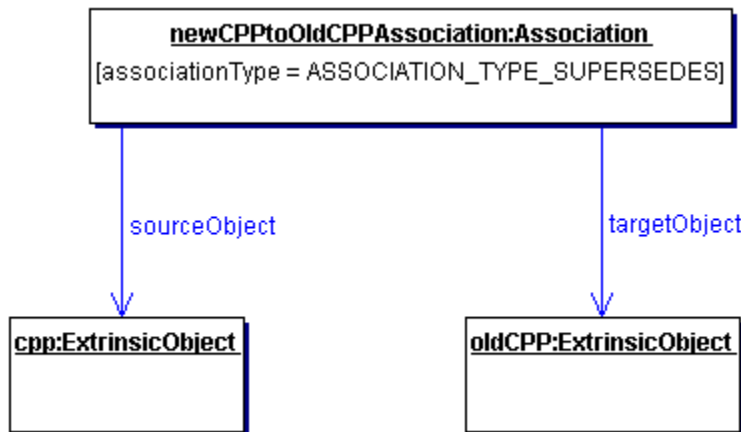 newCPPtoOldCPPAssociation:Association
[associationType = ASSOCIATION_TYPE_SUPERSEDES]
sourceObject
targetObject
cpp:ExtrinsicObject
oldCPP:ExtrinsicObject